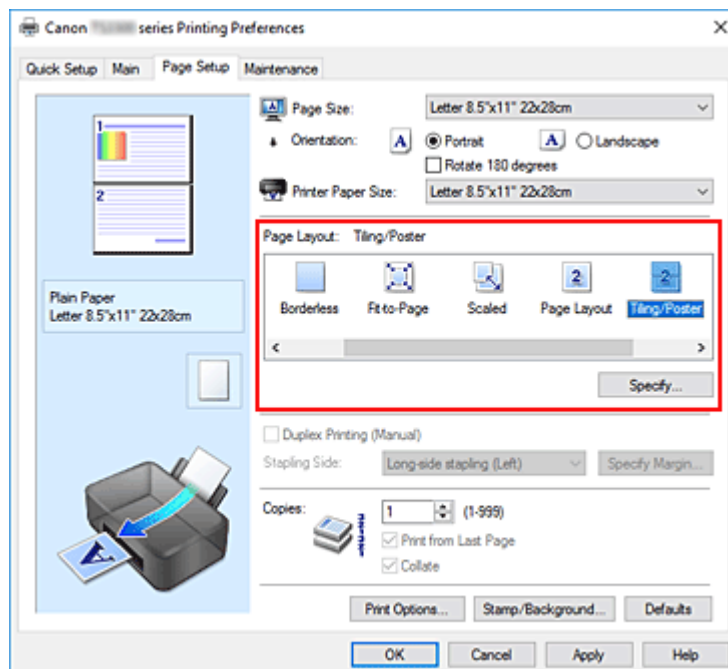 Canon series Printing Preferences
Quick Setup Main Page Setup Maintenance
1
2
Plain Paper
Letter 8.5"x11" 22x28cm
A
Page Size: Letter 8.5"x11" 22x28cm
Orientation: A Portrait A Landscape
Rotate 180 degrees
Printer Paper Size: Letter 8.5"x11" 22x28cm
Page Layout: Tiling/Poster
2 2
Borderless Fit-to-Page Scaled Page Layout Tiling/Poster
Specify...
Duplex Printing (Manual)
Stapling Side: Long-side stapling (Left) Specify Margin...
Copies: 1 (1-999)
Print from Last Page
Collate
Print Options... Stamp/Background... Defaults
OK Cancel Apply Help